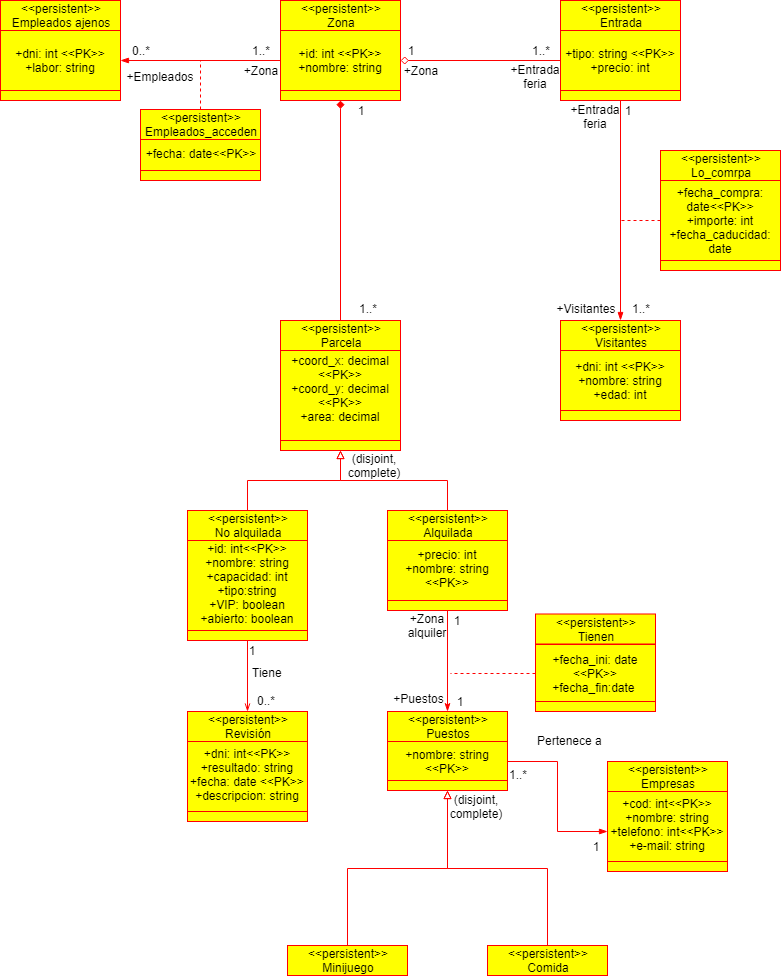 <<persistent>>
Empleados ajenos
+dni: int <<PK>>
+labor: string
0..*
1..*
+Empleados
+Zona
<<persistent>>
Zona
+id: int <<PK>>
+nombre: string
1
1..*
+Zona
+Entrada
feria
<<persistent>>
Entrada
+tipo: string <<PK>>
+precio: int
<<persistent>>
Empleados_acceden
+fecha: date<<PK>>
1
+Entrada
feria
1
<<persistent>>
Lo_comrpa
+fecha_compra:
date<<PK>>
+importe: int
+fecha_caducidad:
date
1..*
+Visitantes
1..*
<<persistent>>
Parcela
+coord_x: decimal
<<PK>>
+coord_y: decimal
<<PK>>
+area: decimal
<<persistent>>
Visitantes
+dni: int <<PK>>
+nombre: string
+edad: int
(disjoint,
complete)
<<persistent>>
No alquilada
+id: int<<PK>>
+nombre: string
+capacidad: int
+tipo:string
+VIP: boolean
+abierto: boolean
<<persistent>>
Alquilada
+precio: int
+nombre: string
<<PK>>
+Zona
alquiler
1
<<persistent>>
Tienen
+fecha_ini: date
<<PK>>
+fecha_fin:date
1
Tiene
0..*
+Puestos
1
<<persistent>>
Revisión
+dni: int<<PK>>
+resultado: string
+fecha: date <<PK>>
+descripcion: string
<<persistent>>
Puestos
+nombre: string
<<PK>>
Pertenece a
1..*
1
<<persistent>>
Empresas
+cod: int<<PK>>
+nombre: string
+telefono: int<<PK>>
+e-mail: string
(disjoint,
complete)
<<persistent>>
Minijuego
<<persistent>>
Comida